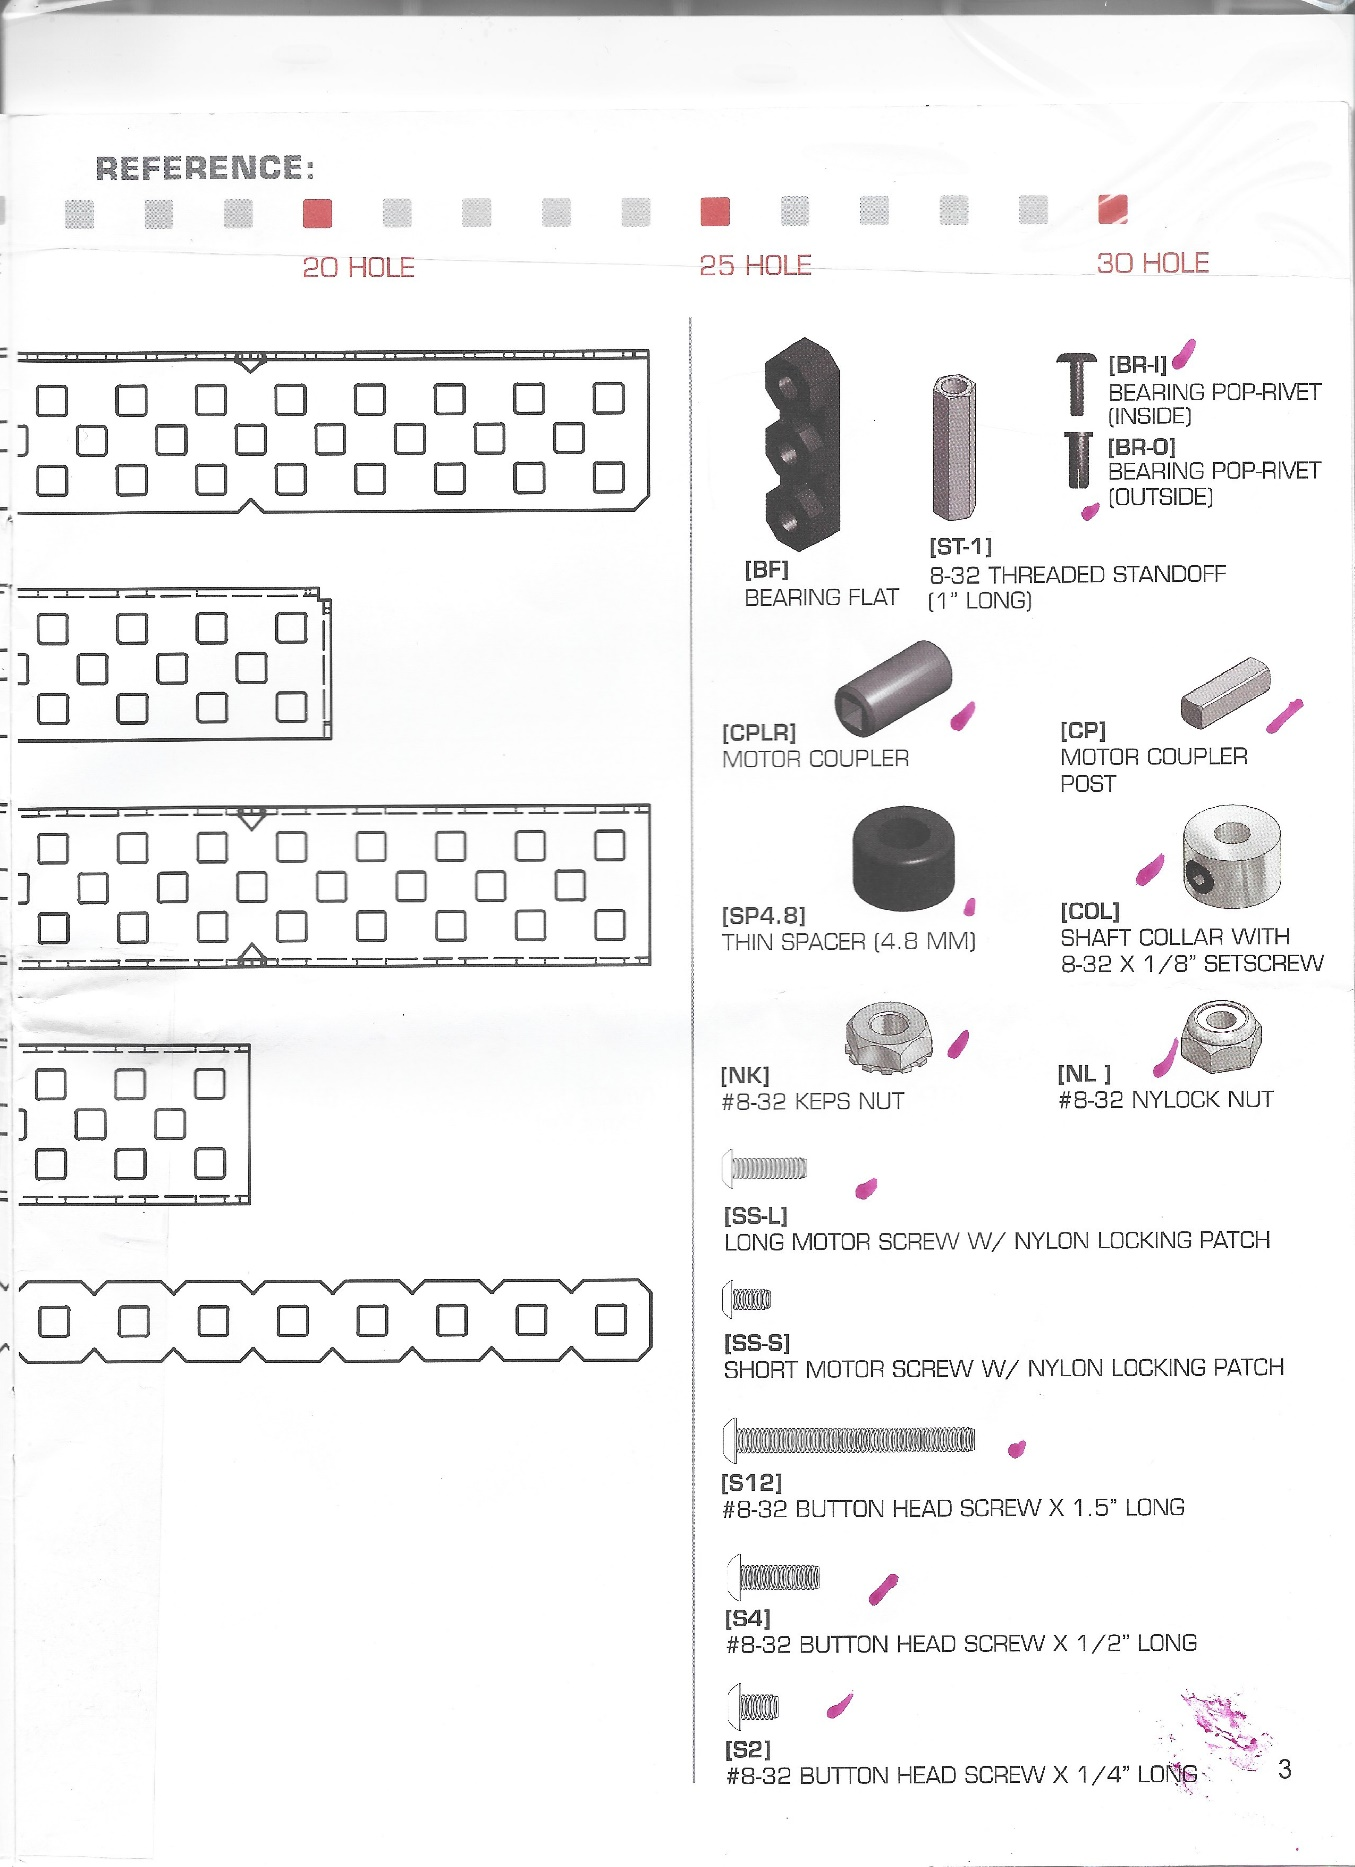 REFERENCE:
20 HOLE
25 HOLE
30 HOLE
[BR-I]
BEARING POP-RIVET
(INSIDE)
[BR-O]
BEARING POP-RIVET
(OUTSIDE)
[BF]
BEARING FLAT
[ST-1]
8-32 THREADED STANDOFF
(1" LONG)
[CPLR]
MOTOR COUPLER
[CP]
MOTOR COUPLER
POST
[SP4.8]
THIN SPACER (4.8 MM)
[COL]
SHAFT COLLAR WITH
8-32 X 1/8" SETSCREW
[NK]
#8-32 KEPS NUT
[NL ]
#8-32 NYLOCK NUT
[SS-L]
LONG MOTOR SCREW W/ NYLON LOCKING PATCH
[SS-S]
SHORT MOTOR SCREW W/ NYLON LOCKING PATCH
[S12]
#8-32 BUTTON HEAD SCREW X 1.5" LONG
[S4]
#8-32 BUTTON HEAD SCREW X 1/2" LONG
[S2]
#8-32 BUTTON HEAD SCREW X 1/4" LONG
3